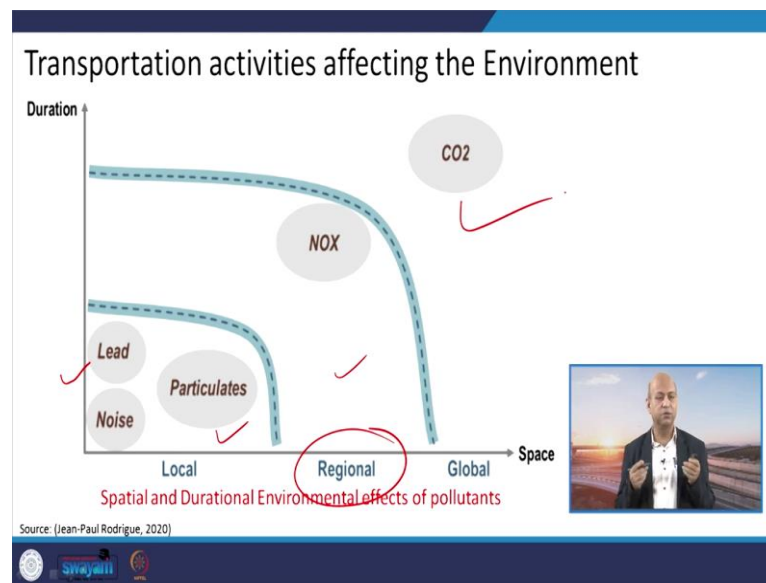 Transportation activities affecting the Environment
Duration
CO2
NOX
Lead
Particulates
Noise
Space
Local
Regional
Global
Spatial and Durational Environmental effects of pollutants
Source: (Jean-Paul Rodrigue, 2020)
swayam